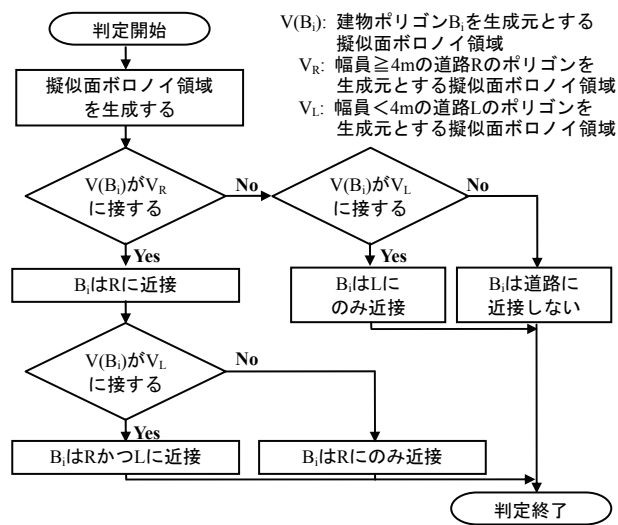 判定開始
V(Bi): 建物ポリゴンBiを生成元とする
擬似面ボロノイ領域
VR: 幅員≧4mの道路Rのポリゴンを
生成元とする擬似面ボロノイ領域
VL: 幅員<4mの道路Lのポリゴンを
生成元とする擬似面ボロノイ領域
擬似面ボロノイ領域
を生成する
V(Bi)がVR
に接する
No
V(Bi)がVL
に接する
No
Yes
Yes
BiはRに近接
BiはLに
のみ近接
Biは道路に
近接しない
V(Bi)がVL
に接する
No
Yes
BiはRかつLに近接
BiはRにのみ近接
判定終了